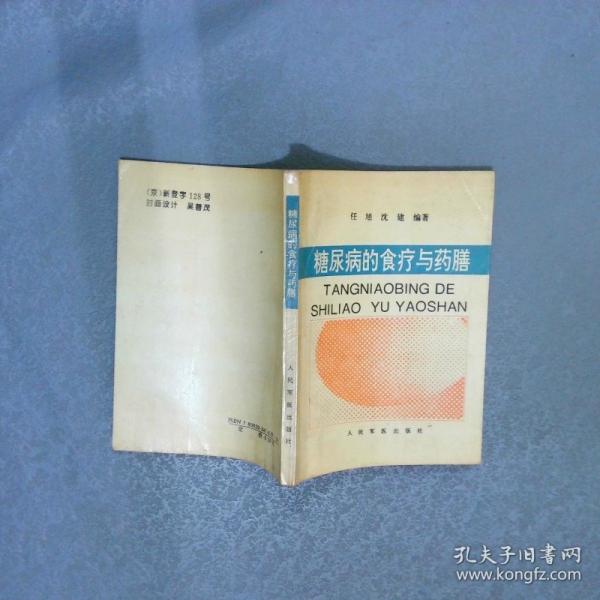 (京)新登字128号
封面设计 吴普茂
糖尿病的食疗与药膳
人民军医出版社
任旭 沈建 编著
糖尿病的食疗与药膳
TANGNIAOBING DE
SHILIAO YU YAOSHAN
人民军医出版社
孔夫子旧书网
www.kongfz.com